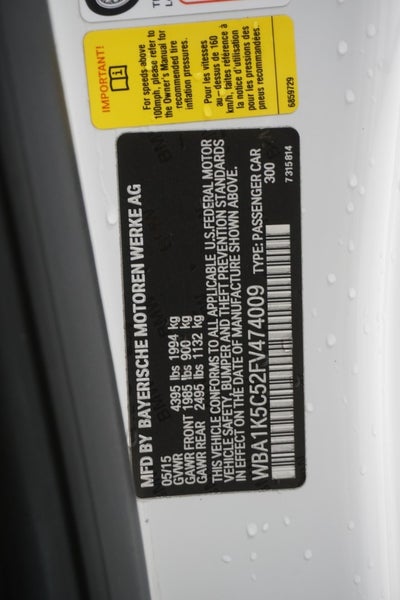 IMPORTANT!
For speeds above
100mph, please refer to
the Owner's Manual for
recommended tire
inflation pressures.
Pour les vitesses
au-dessus de 160
km/h, faites référence à
la notice d'utilisation
pour les pressions des
pneus recommandées.
6859729
MFD BY BAYERISCHE MOTOREN WERKE AG
05/15
GVWR 4395 lbs 1994 kg
GAWR FRONT 1985 lbs 900 kg
GAWR REAR 2495 lbs 1132 kg
THIS VEHICLE CONFORMS TO ALL APPLICABLE U.S.FEDERAL MOTOR
VEHICLE SAFETY, BUMPER AND THEFT PREVENTION STANDARDS
IN EFFECT ON THE DATE OF MANUFACTURE SHOWN ABOVE.
WBA1K5C52FV474009 TYPE: PASSENGER CAR
300
7 315 814